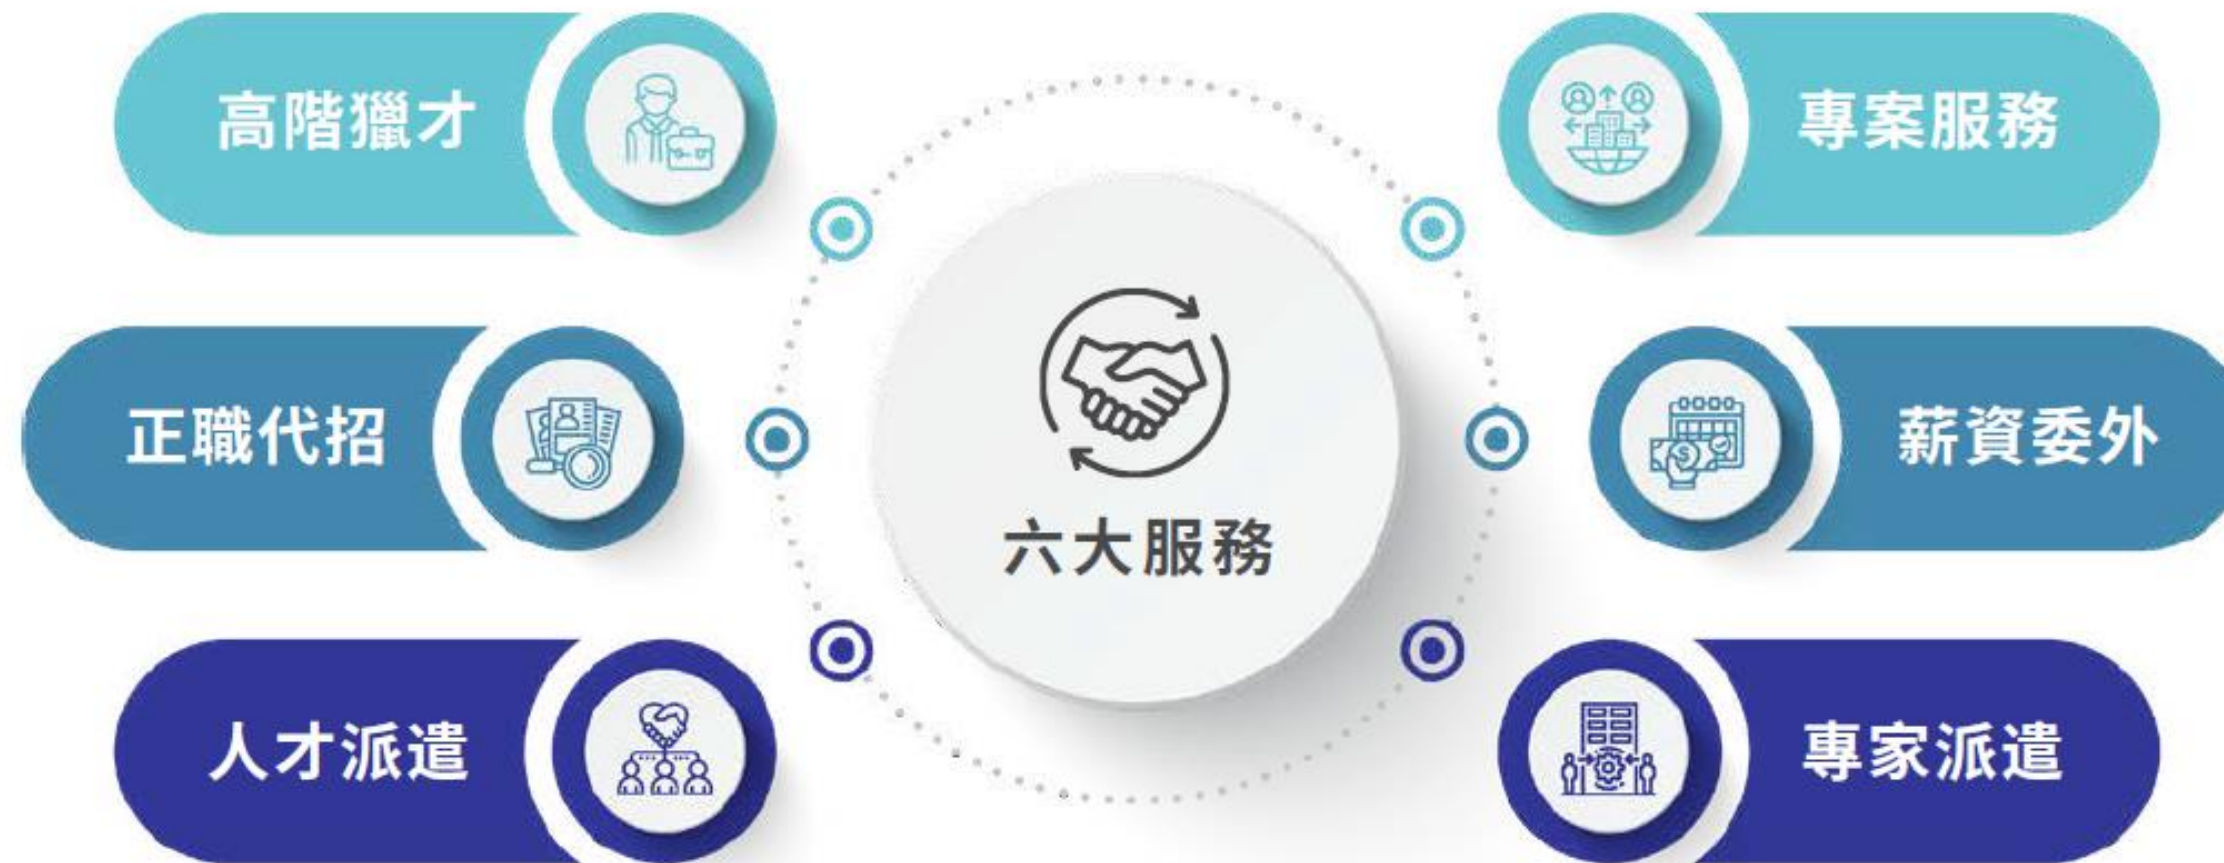 高階獵才
專案服務
正職代招
六大服務
薪資委外
人才派遣
專家派遣